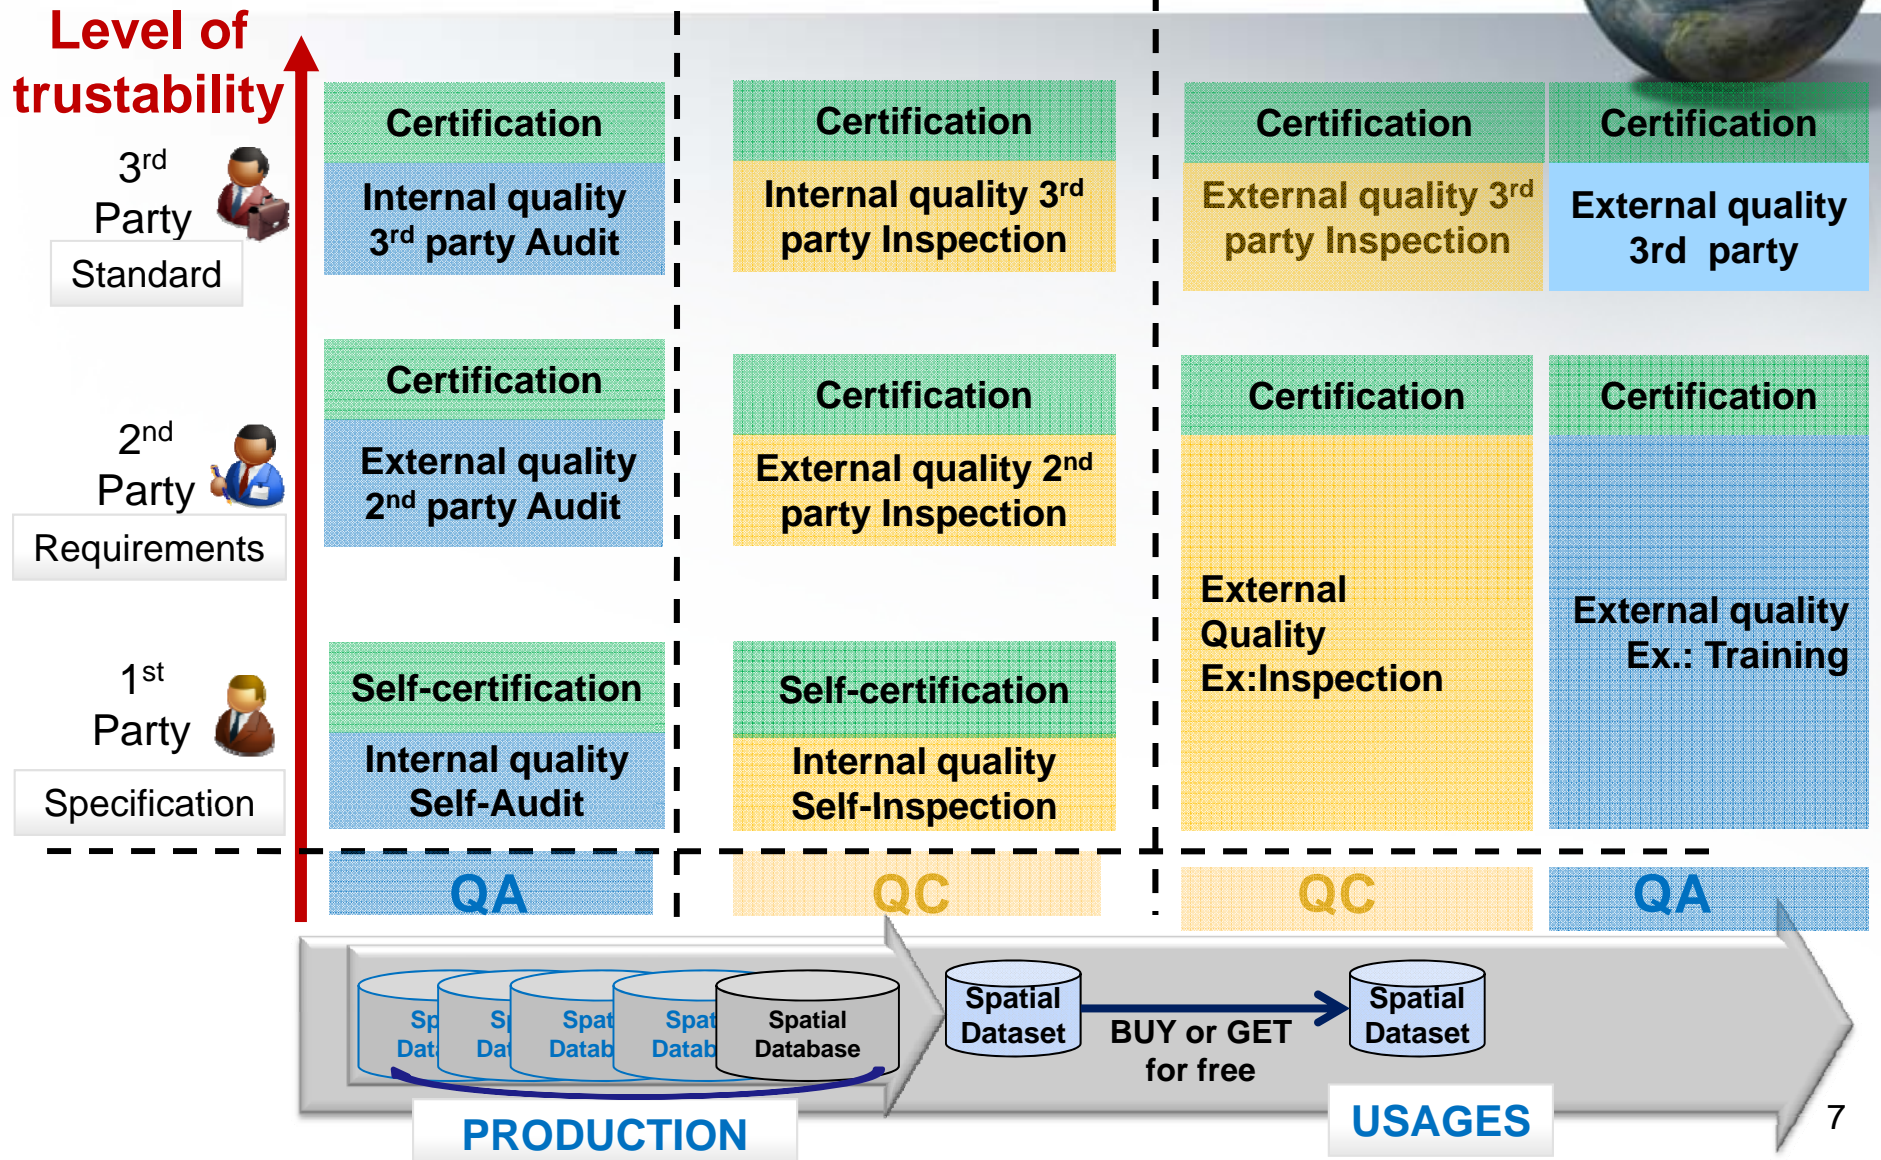 Level of
trustability
3rd
Party
Standard
Certification
Internal quality
3rd party Audit
Certification
Internal quality 3rd
party Inspection
Certification
External quality 3rd
party Inspection
Certification
External quality
3rd party
2nd
Party
Requirements
Certification
External quality
2nd party Audit
Certification
External quality 2nd
party Inspection
Certification
External
Quality
Ex:Inspection
Certification
External quality
Ex.: Training
1st
Party
Specification
Self-certification
Internal quality
Self-Audit
Self-certification
Internal quality
Self-Inspection
QA
QC
QC
QA
Spatial
Database
Spatial
Dataset
BUY or GET
for free
Spatial
Dataset
PRODUCTION
USAGES
7